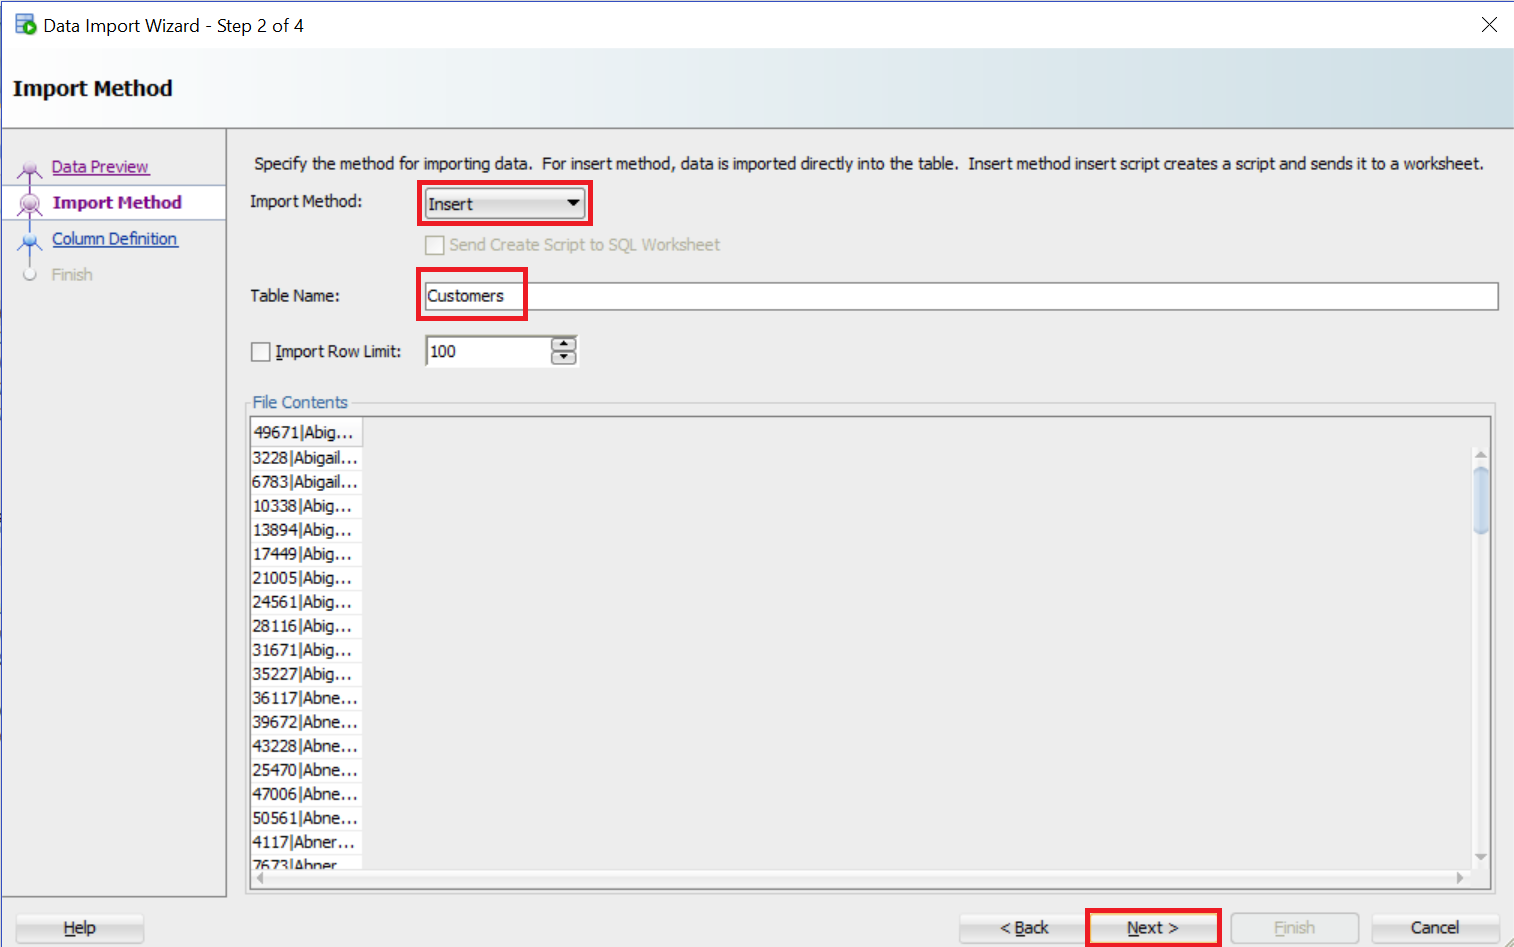 Data Import Wizard - Step 2 of 4
Import Method
Data Preview
Import Method
Column Definition
Finish
Specify the method for importing data.  For insert method, data is imported directly into the table.  Insert method insert script creates a script and sends it to a worksheet.
Import Method: Insert
Send Create Script to SQL Worksheet
Table Name: Customers
Import Row Limit: 100
File Contents
49671|Abig...
3228|Abigail...
6783|Abigail...
10338|Abig...
13894|Abig...
17449|Abig...
21005|Abig...
24561|Abig...
28116|Abig...
31671|Abig...
35227|Abig...
36117|Abne...
39672|Abne...
43228|Abne...
25470|Abne...
47006|Abne...
50561|Abne...
4117|Abner...
7673|Abner
Help < Back Next > Finish Cancel